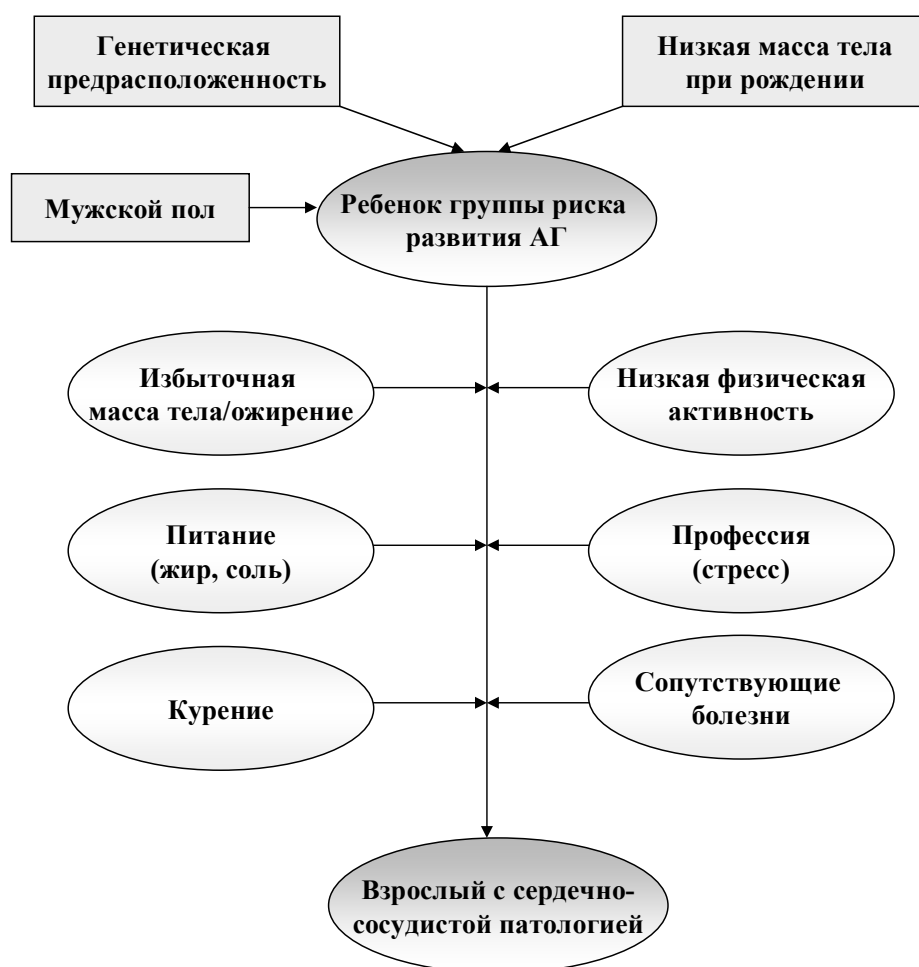 Генетическая
предрасположенность
Низкая масса тела
при рождении
Мужской пол
Ребенок группы риска
развития АГ
Избыточная
масса тела/ожирение
Низкая физическая
активность
Питание
(жир, соль)
Профессия
(стресс)
Курение
Сопутствующие
болезни
Взрослый с сердечно-
сосудистой патологией